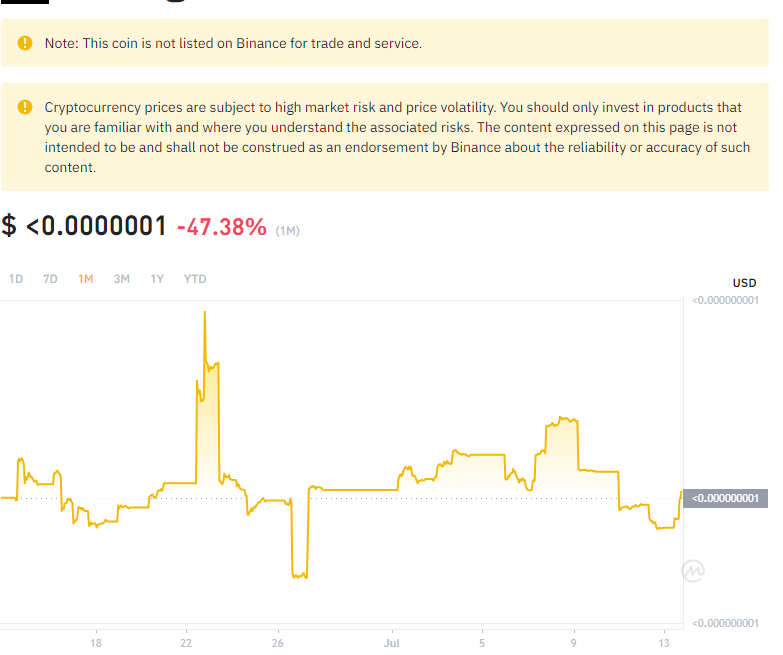 Note: This coin is not listed on Binance for trade and service.
Cryptocurrency prices are subject to high market risk and price volatility. You should only invest in products that
you are familiar with and where you understand the associated risks. The content expressed on this page is not
intended to be and shall not be construed as an endorsement by Binance about the reliability or accuracy of such
content.
$ <0.0000001 -47.38% (1M)
1D 7D 1M 3M 1Y YTD
USD
<0.000000001
<0.000000001
<0.000000001
18 22 26 Jul 5 9 13